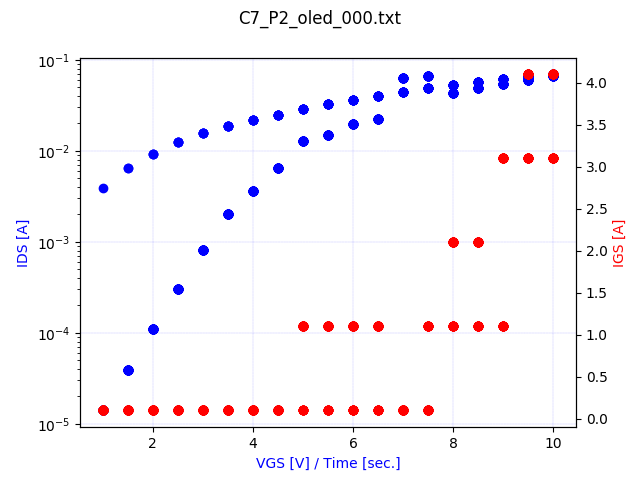 C7_P2_oled_000.txt
10⁻¹
10⁻²
10⁻³
10⁻⁴
10⁻⁵
IDS [A]
4.0
3.5
3.0
2.5
2.0
1.5
1.0
0.5
0.0
IGS [A]
2 4 6 8 10
VGS [V] / Time [sec.]